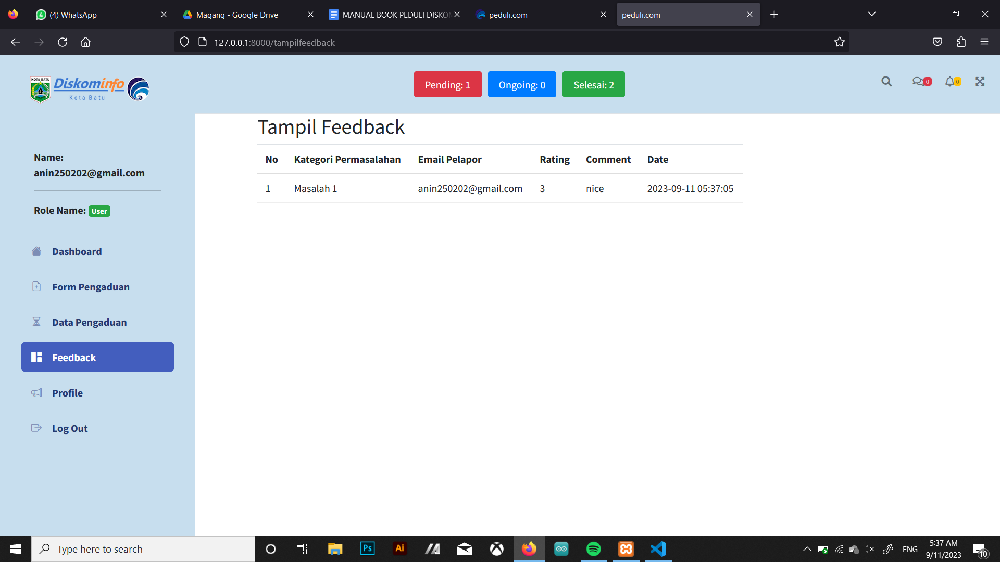 (4) WhatsApp
Magang - Google Drive
MANUAL BOOK PEDULI DISKO
peduli.com
peduli.com
127.0.0.1:8000/tampilfeedback
KOTA BATU
Diskominfo
Kota Batu
Pending: 1
Ongoing: 0
Selesai: 2
0
0
Name:
anin250202@gmail.com
Role Name: User
Dashboard
Form Pengaduan
Data Pengaduan
Feedback
Profile
Log Out
Tampil Feedback
No Kategori Permasalahan Email Pelapor Rating Comment Date
1 Masalah 1 anin250202@gmail.com 3 nice 2023-09-11 05:37:05
Type here to search
Ps
Ai
ENG
5:37 AM
9/11/2023
10